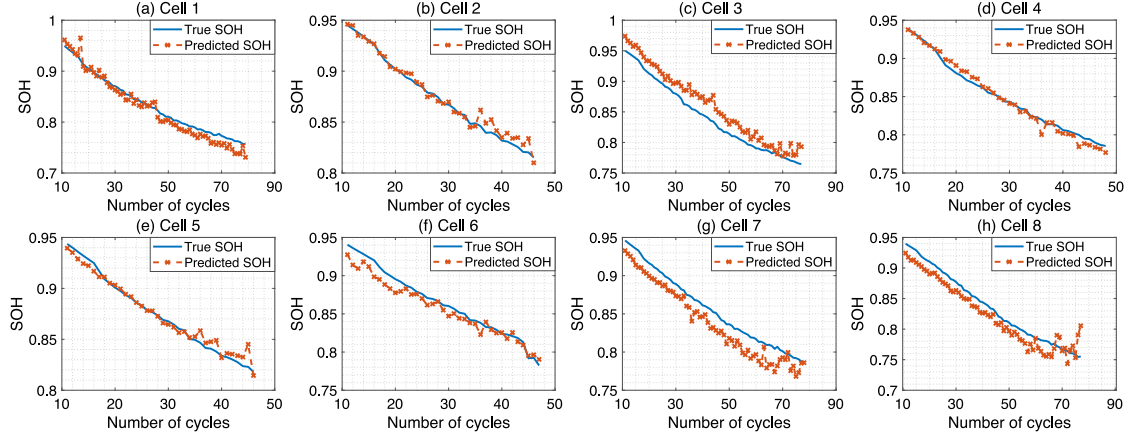 (a) Cell 1
True SOH
Predicted SOH
SOH
1
0.9
0.8
0.7
10 30 50 70 90
Number of cycles
(b) Cell 2
True SOH
Predicted SOH
SOH
0.95
0.9
0.85
0.8
10 20 30 40 50
Number of cycles
(c) Cell 3
True SOH
Predicted SOH
SOH
1
0.95
0.9
0.85
0.8
0.75
10 30 50 70 90
Number of cycles
(d) Cell 4
True SOH
Predicted SOH
SOH
0.95
0.9
0.85
0.8
0.75
10 20 30 40 50
Number of cycles
(e) Cell 5
True SOH
Predicted SOH
SOH
0.95
0.9
0.85
0.8
10 20 30 40 50
Number of cycles
(f) Cell 6
True SOH
Predicted SOH
SOH
0.95
0.9
0.85
0.8
0.75
10 20 30 40 50
Number of cycles
(g) Cell 7
True SOH
Predicted SOH
SOH
0.95
0.9
0.85
0.8
0.75
10 30 50 70 90
Number of cycles
(h) Cell 8
True SOH
Predicted SOH
SOH
0.95
0.9
0.85
0.8
0.75
0.7
10 30 50 70 90
Number of cycles